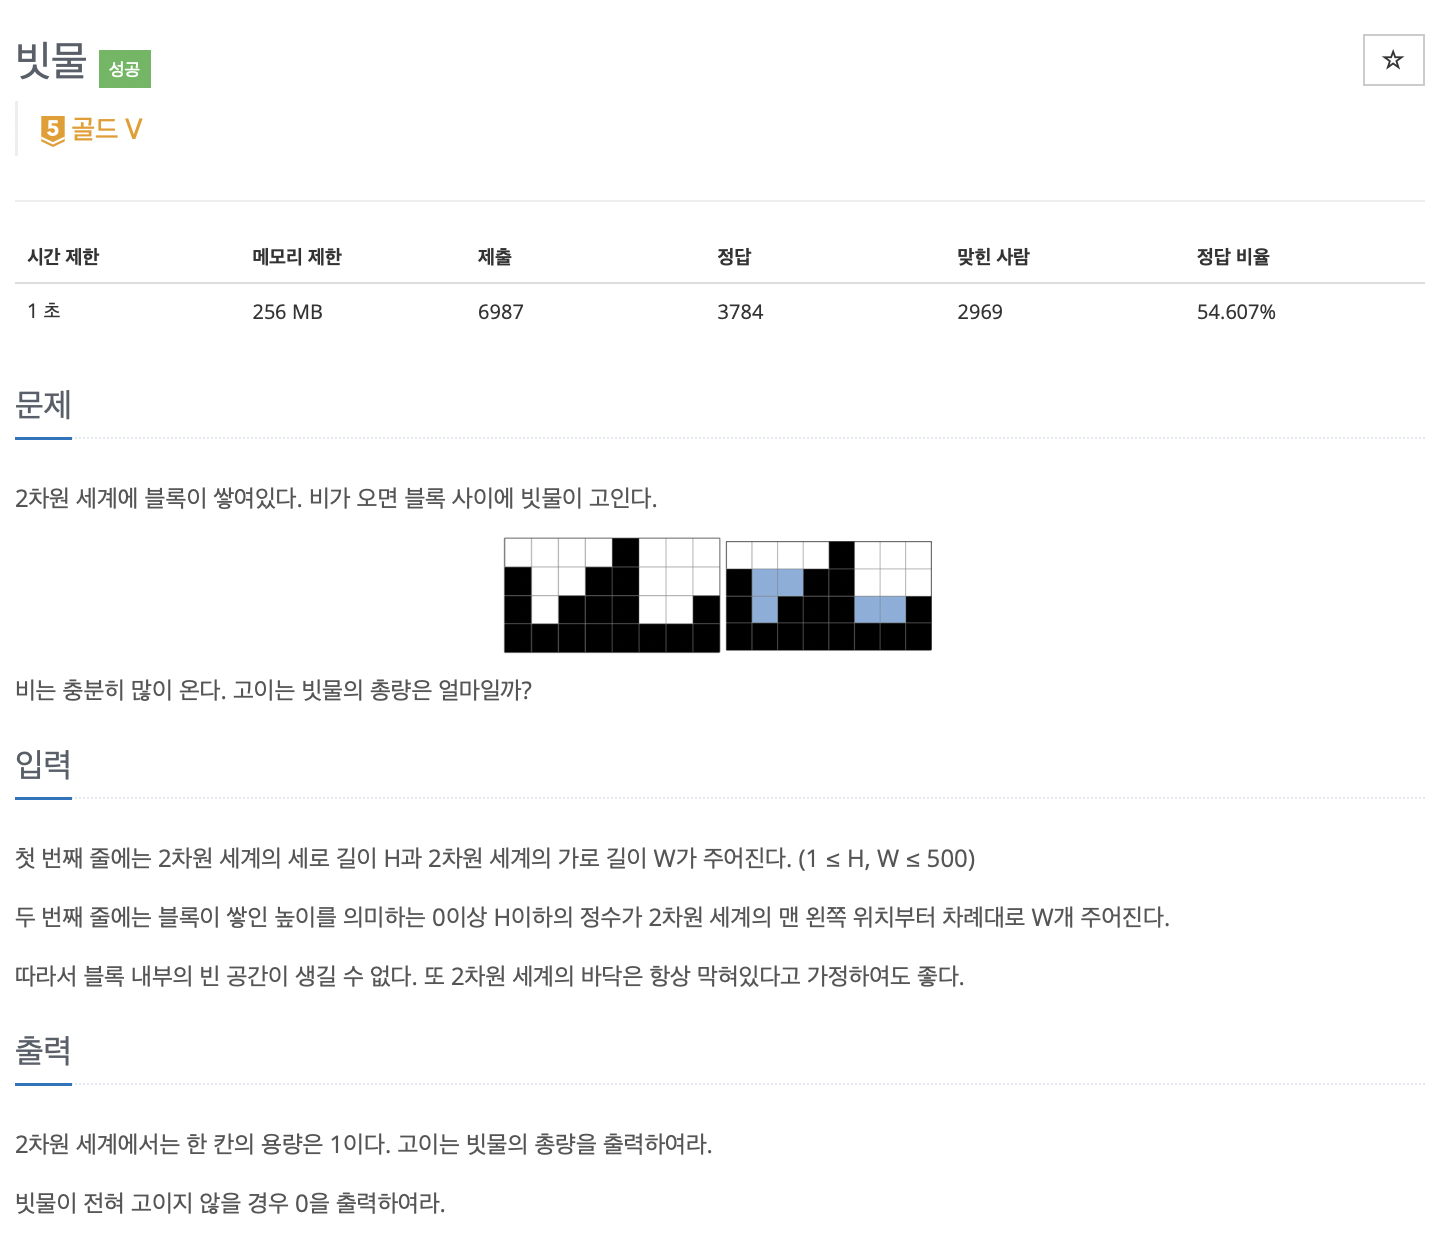 빗물 성공
☆
5 골드 V
시간 제한 메모리 제한 제출 정답 맞힌 사람 정답 비율
1 초 256 MB 6987 3784 2969 54.607%
문제
2차원 세계에 블록이 쌓여있다. 비가 오면 블록 사이에 빗물이 고인다.
비는 충분히 많이 온다. 고이는 빗물의 총량은 얼마일까?
입력
첫 번째 줄에는 2차원 세계의 세로 길이 H과 2차원 세계의 가로 길이 W가 주어진다. (1 ≤ H, W ≤ 500)
두 번째 줄에는 블록이 쌓인 높이를 의미하는 0이상 H이하의 정수가 2차원 세계의 맨 왼쪽 위치부터 차례대로 W개 주어진다.
따라서 블록 내부의 빈 공간이 생길 수 없다. 또 2차원 세계의 바닥은 항상 막혀있다고 가정하여도 좋다.
출력
2차원 세계에서는 한 칸의 용량은 1이다. 고이는 빗물의 총량을 출력하여라.
빗물이 전혀 고이지 않을 경우 0을 출력하여라.